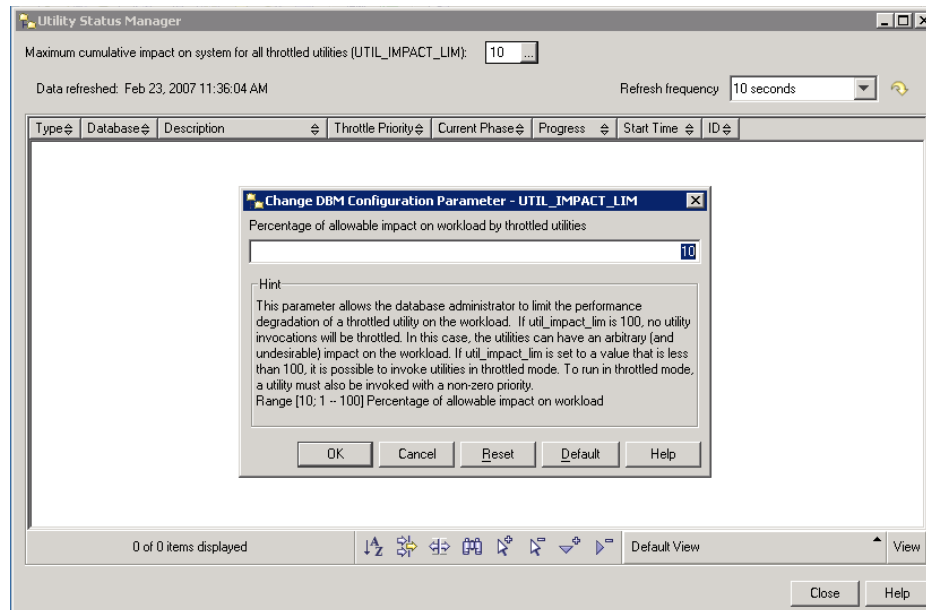 Utility Status Manager
Maximum cumulative impact on system for all throttled utilities (UTIL_IMPACT_LIM): 10 ...
Data refreshed: Feb 23, 2007 11:36:04 AM Refresh frequency 10 seconds
Type Database Description Throttle Priority Current Phase Progress Start Time ID
Change DBM Configuration Parameter - UTIL_IMPACT_LIM
Percentage of allowable impact on workload by throttled utilities
10
Hint
This parameter allows the database administrator to limit the performance
degradation of a throttled utility on the workload. If util_impact_lim is 100, no utility
invocations will be throttled. In this case, the utilities can have an arbitrary (and
undesirable) impact on the workload. If util_impact_lim is set to a value that is less
than 100, it is possible to invoke utilities in throttled mode. To run in throttled mode,
a utility must also be invoked with a non-zero priority.
Range [10; 1 -- 100] Percentage of allowable impact on workload
OK Cancel Reset Default Help
0 of 0 items displayed Default View View
Close Help